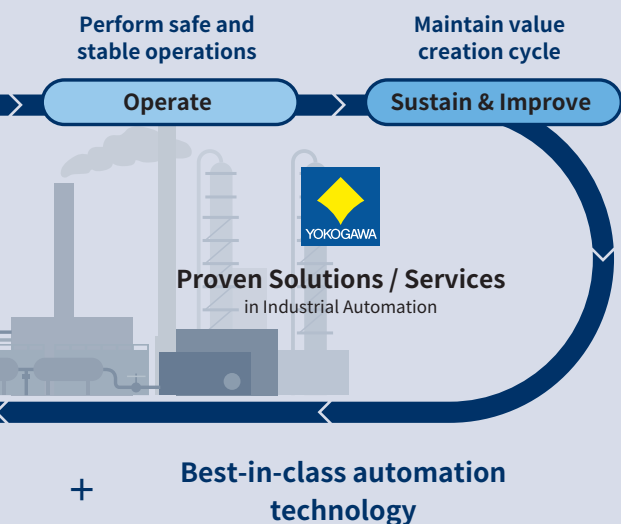 Perform safe and
stable operations
Maintain value
creation cycle
Operate
Sustain & Improve
YOKOGAWA
Proven Solutions / Services
in Industrial Automation
+
Best-in-class automation
technology